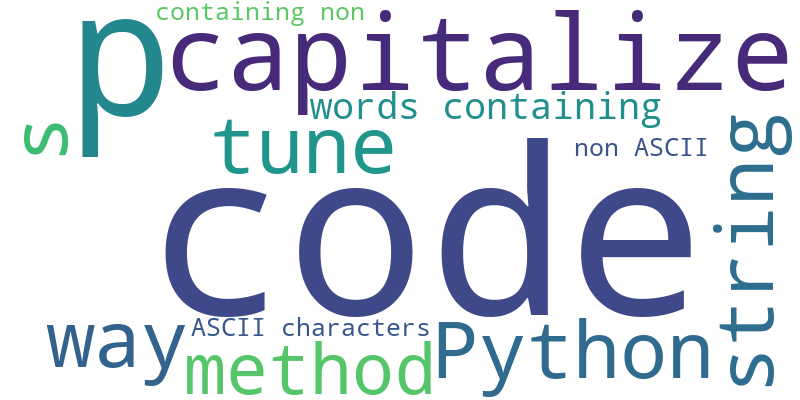 containing non
p
capitalize
s
words containing
tune
non ASCII
string
code
way
ASCII characters
method
Python